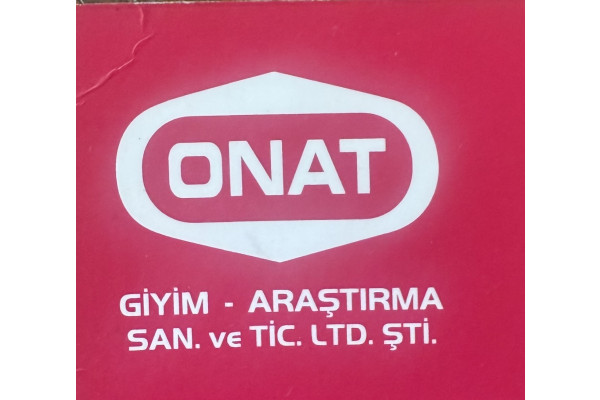 ONAT
GİYİM - ARAŞTIRMA
SAN. ve TİC. LTD. ŞTİ.